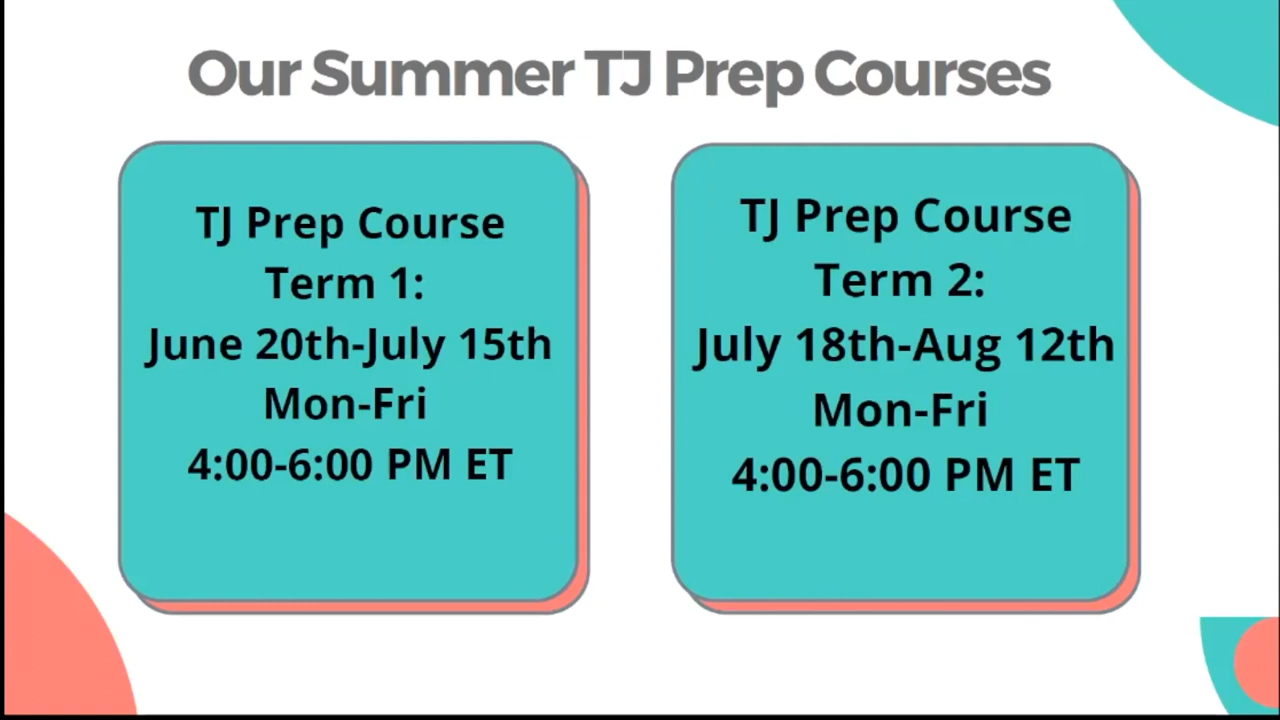 Our Summer TJ Prep Courses
TJ Prep Course
Term 1:
June 20th-July 15th
Mon-Fri
4:00-6:00 PM ET
TJ Prep Course
Term 2:
July 18th-Aug 12th
Mon-Fri
4:00-6:00 PM ET